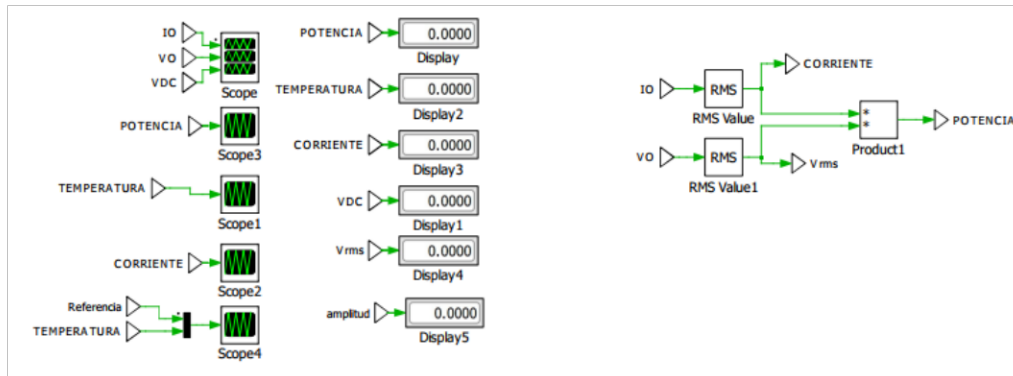 IO
VO
VDC
Scope
POTENCIA
Scope3
TEMPERATURA
Scope1
CORRIENTE
Scope2
Referencia
TEMPERATURA
Scope4
POTENCIA
0.0000
Display
TEMPERATURA
0.0000
Display2
CORRIENTE
0.0000
Display3
VDC
0.0000
Display1
Vrms
0.0000
Display4
amplitud
0.0000
Display5
IO
RMS
RMS Value
CORRIENTE
VO
RMS
RMS Value1
Vrms
*
*
Product1
POTENCIA